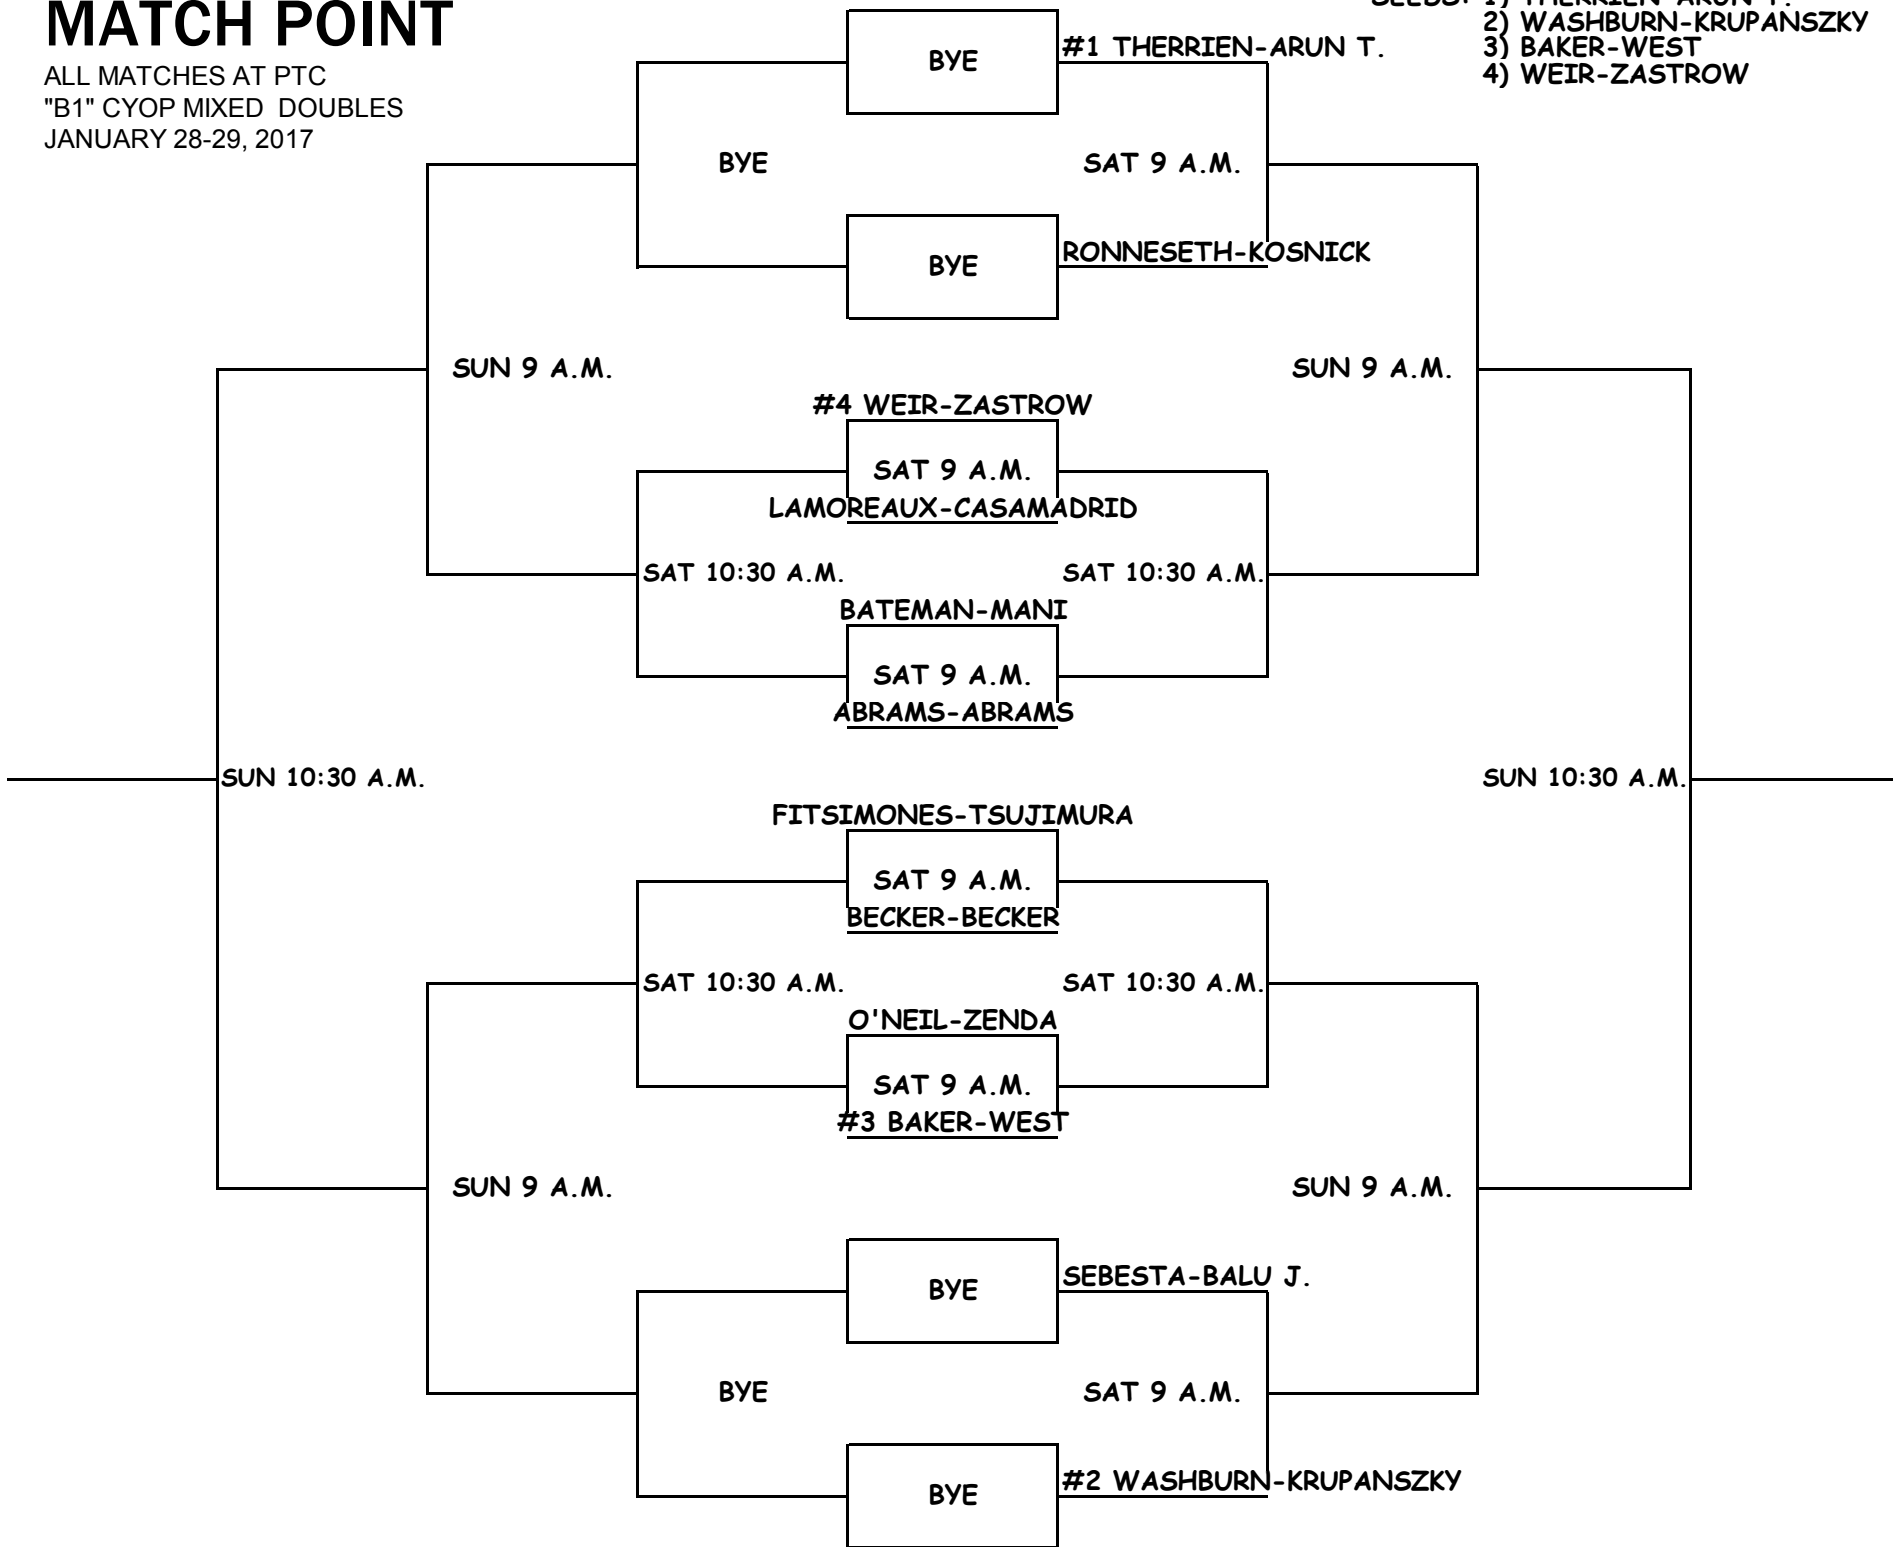 MATCH POINT
ALL MATCHES AT PTC
"B1" CYOP MIXED DOUBLES
JANUARY 28-29, 2017
SEEDS: 1) THERRIEN-ARUN T.
2) WASHBURN-KRUPANSZKY
3) BAKER-WEST
4) WEIR-ZASTROW
BYE
#1 THERRIEN-ARUN T.
BYE
SAT 9 A.M.
BYE
RONNESETH-KOSNICK
SUN 9 A.M.
SUN 9 A.M.
#4 WEIR-ZASTROW
SAT 9 A.M.
LAMOREAUX-CASAMADRID
SAT 10:30 A.M.
SAT 10:30 A.M.
BATEMAN-MANI
SAT 9 A.M.
ABRAMS-ABRAMS
SUN 10:30 A.M.
SUN 10:30 A.M.
FITSIMONES-TSUJIMURA
SAT 9 A.M.
BECKER-BECKER
SAT 10:30 A.M.
SAT 10:30 A.M.
O'NEIL-ZENDA
SAT 9 A.M.
#3 BAKER-WEST
SUN 9 A.M.
SUN 9 A.M.
BYE
SEBESTA-BALU J.
BYE
SAT 9 A.M.
BYE
#2 WASHBURN-KRUPANSZKY